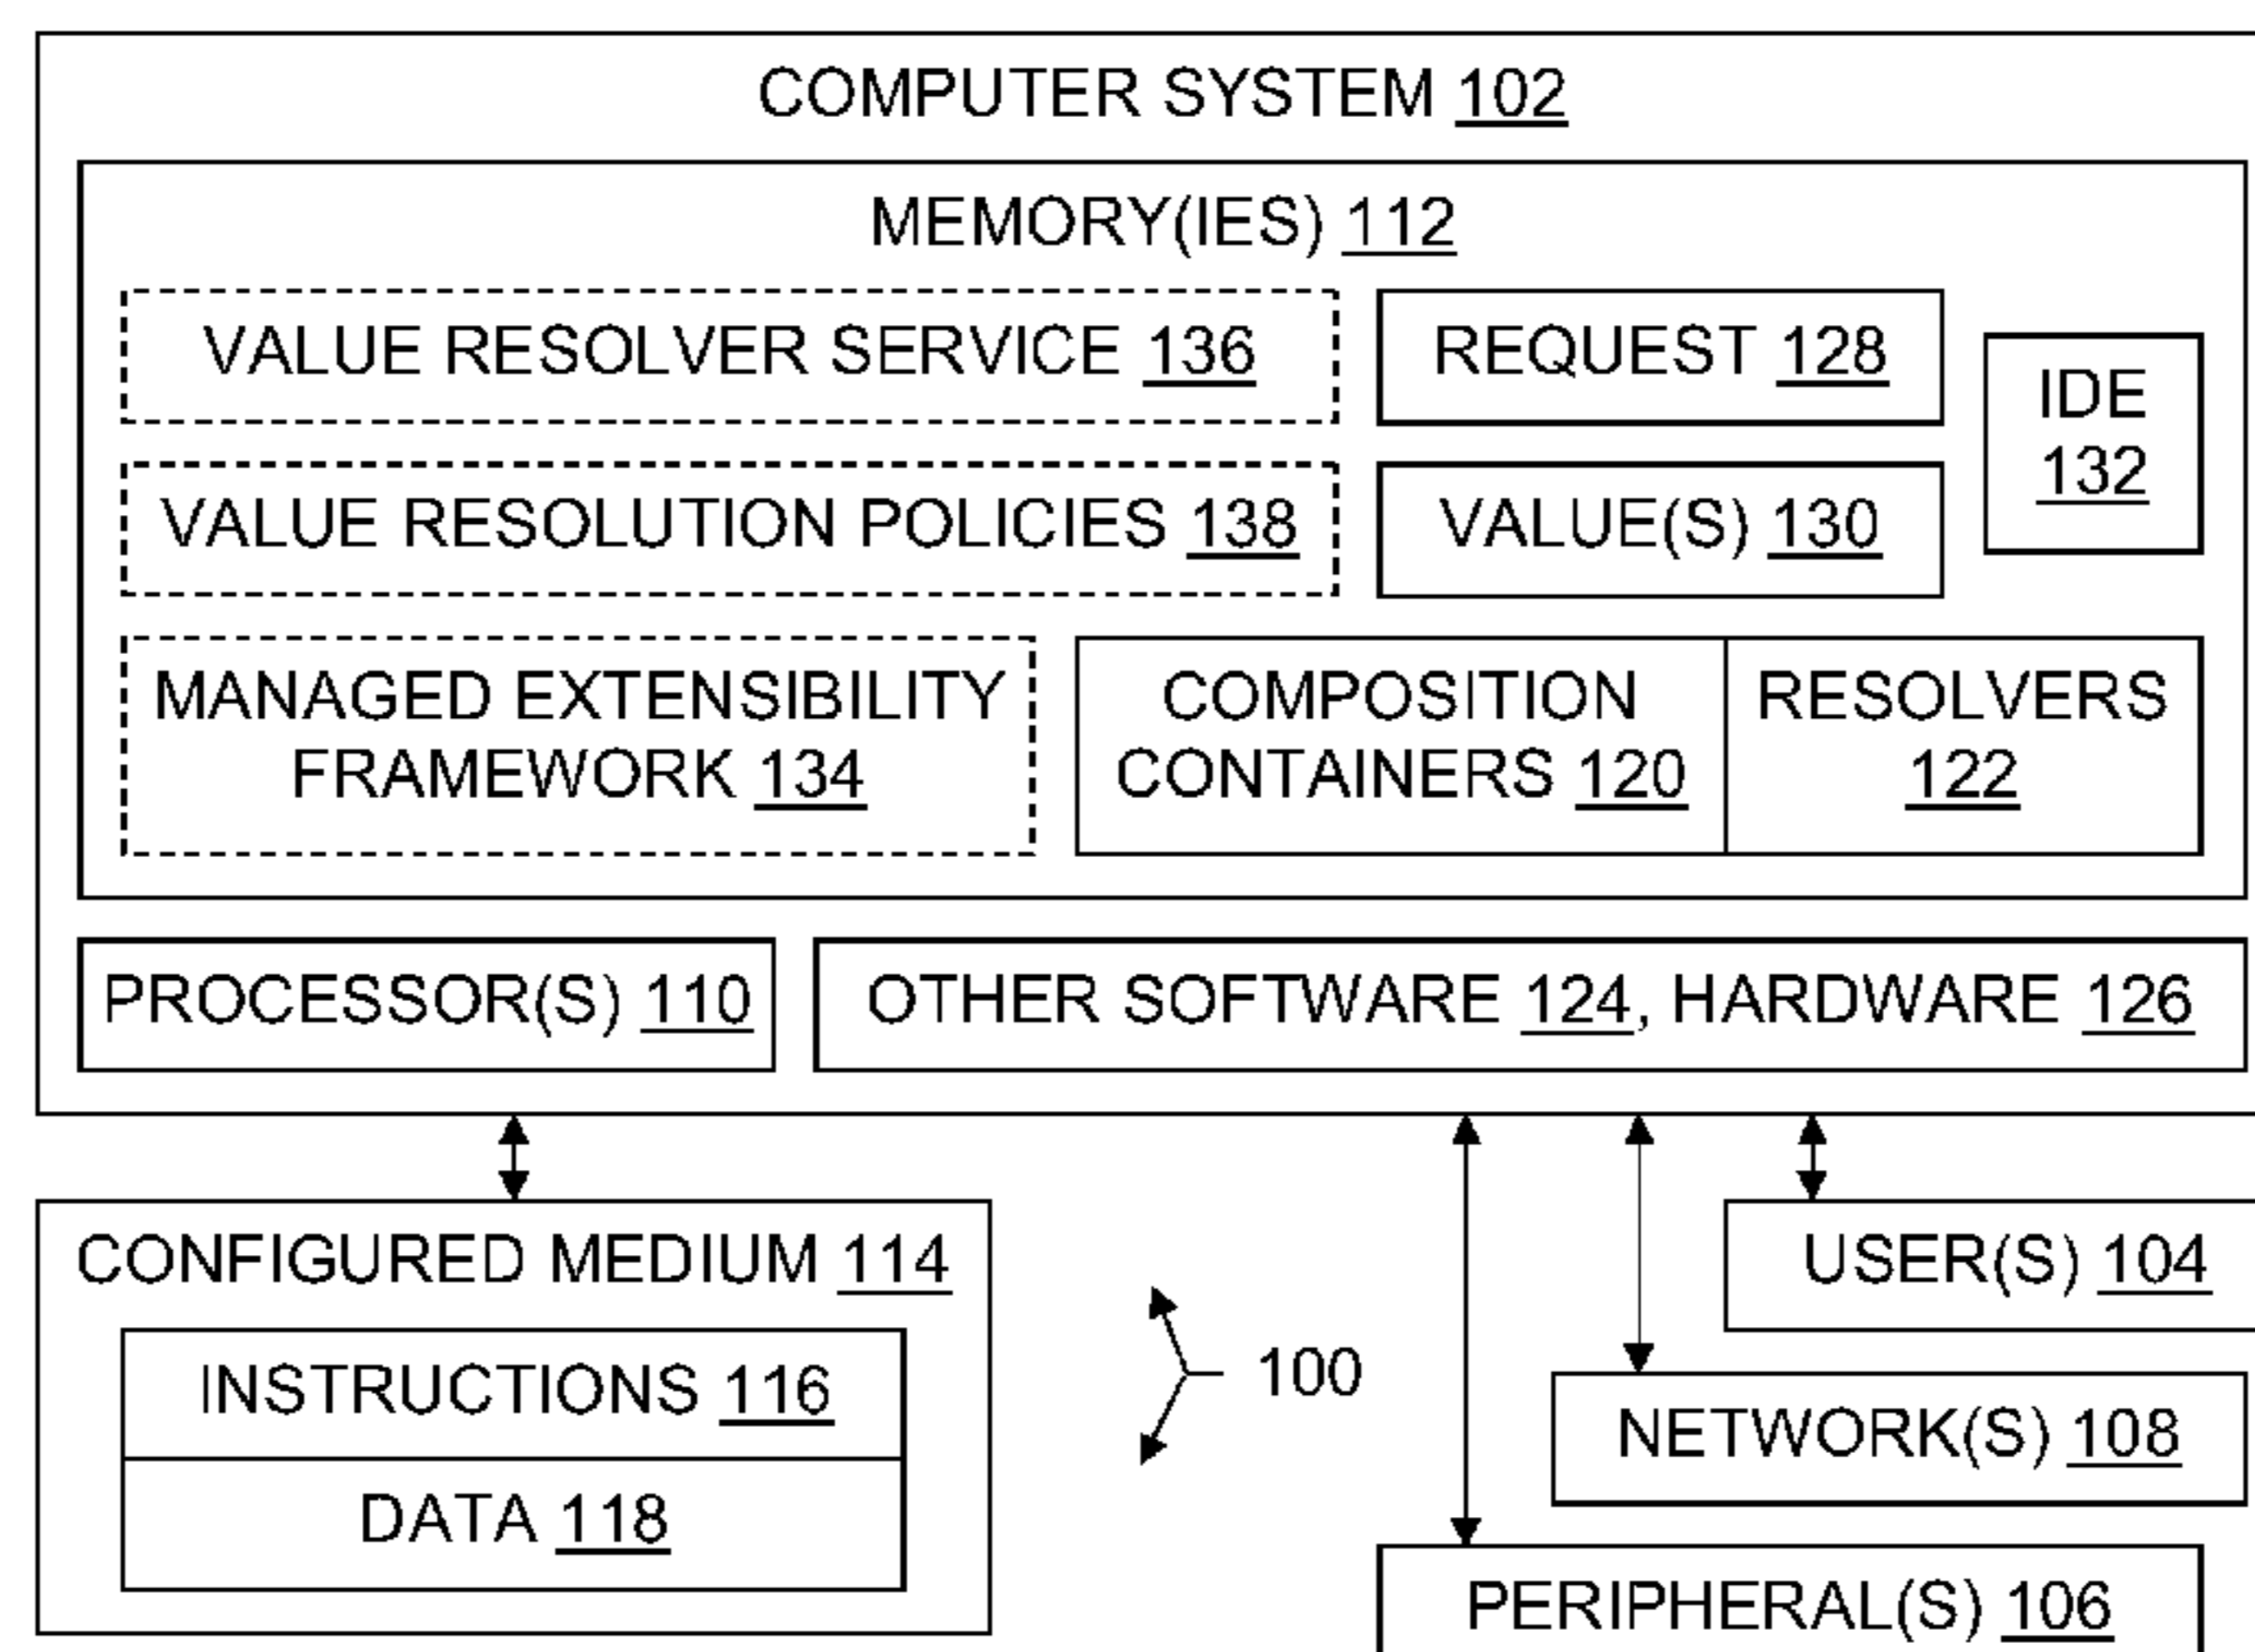 COMPUTER SYSTEM 102
MEMORY(IES) 112
VALUE RESOLVER SERVICE 136
REQUEST 128
IDE
132
VALUE RESOLUTION POLICIES 138
VALUE(S) 130
MANAGED EXTENSIBILITY
FRAMEWORK 134
COMPOSITION
CONTAINERS 120
RESOLVERS
122
PROCESSOR(S) 110
OTHER SOFTWARE 124, HARDWARE 126
CONFIGURED MEDIUM 114
INSTRUCTIONS 116
DATA 118
100
USER(S) 104
NETWORK(S) 108
PERIPHERAL(S) 106